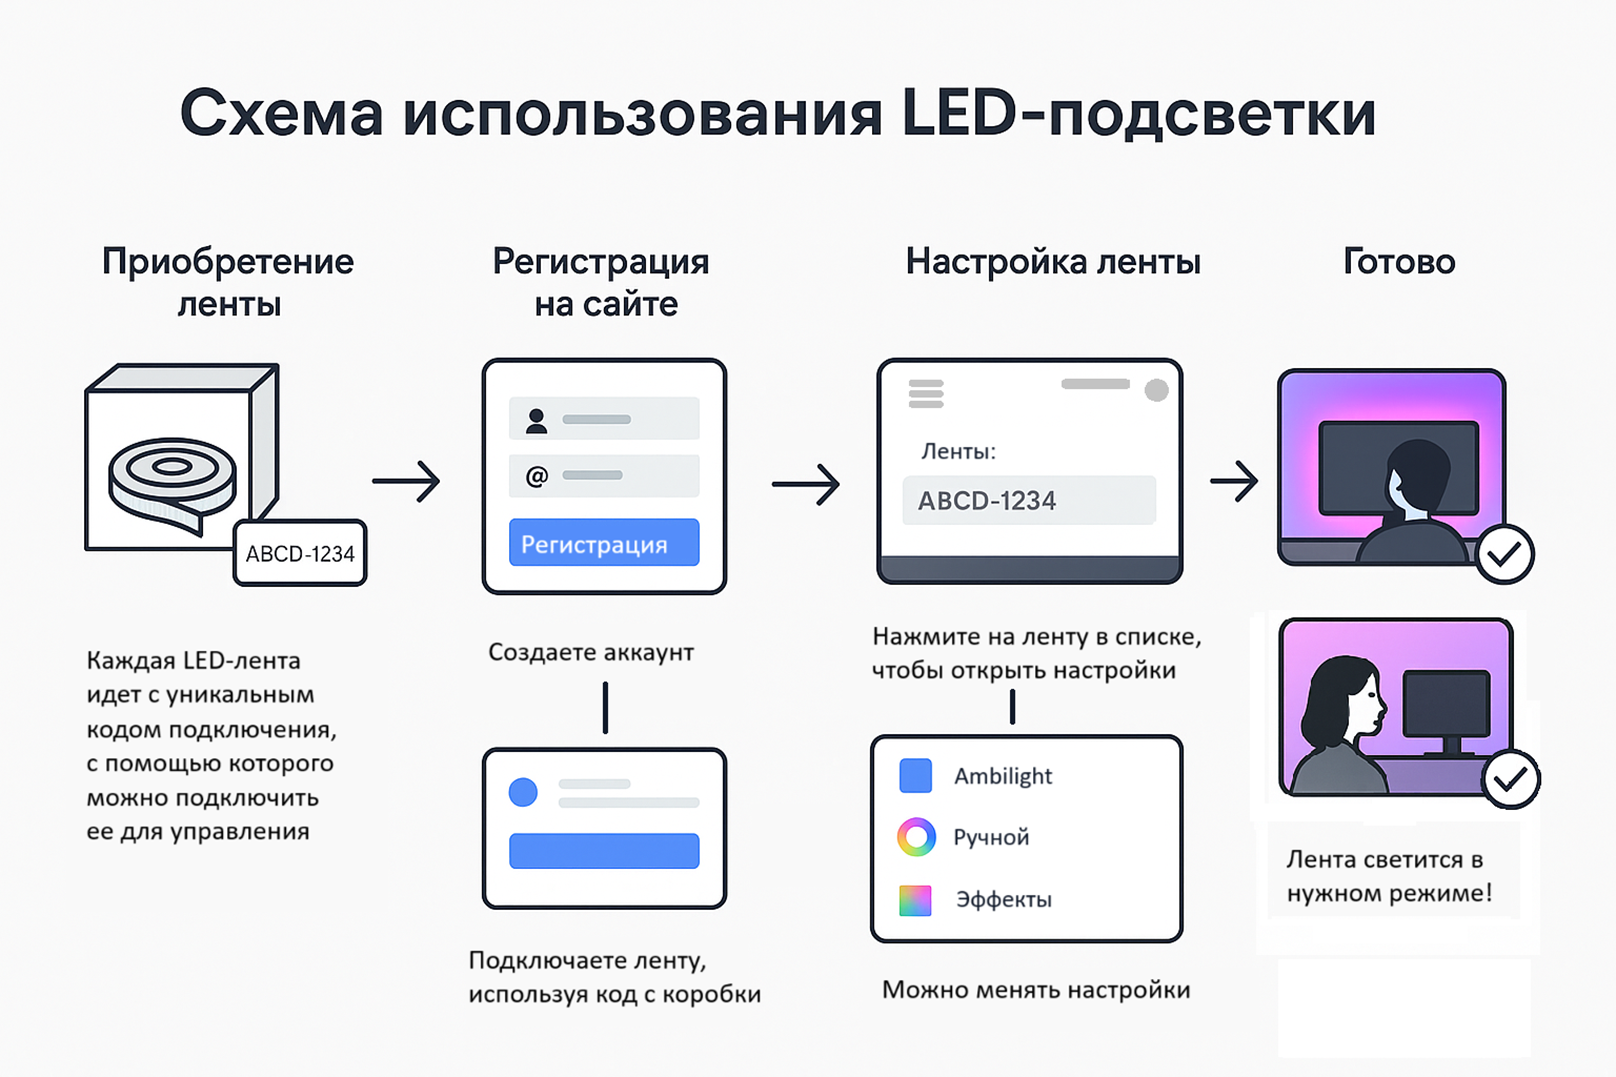 Схема использования LED-подсветки
Приобретение
ленты
ABCD-1234
Каждая LED-лента
идет с уникальным
кодом подключения,
с помощью которого
можно подключить
ее для управления
Регистрация
на сайте
@
Регистрация
Создаете аккаунт
Подключаете ленту,
используя код с коробки
Настройка ленты
Ленты:
ABCD-1234
Нажмите на ленту в списке,
чтобы открыть настройки
Ambilight
Ручной
Эффекты
Можно менять настройки
Готово
Лента светится в
нужном режиме!